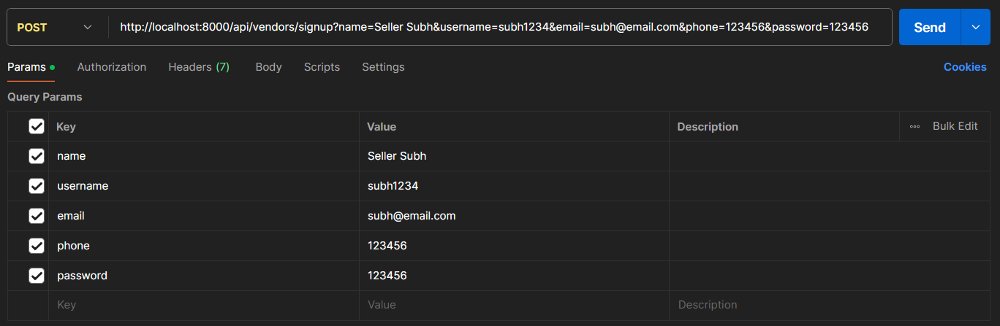 POST http://localhost:8000/api/vendors/signup?name=Seller Subh&username=subh1234&email=subh@email.com&phone=123456&password=123456 Send
Params Authorization Headers (7) Body Scripts Settings Cookies
Query Params
Key Value Description Bulk Edit
name Seller Subh
username subh1234
email subh@email.com
phone 123456
password 123456
Key Value Description